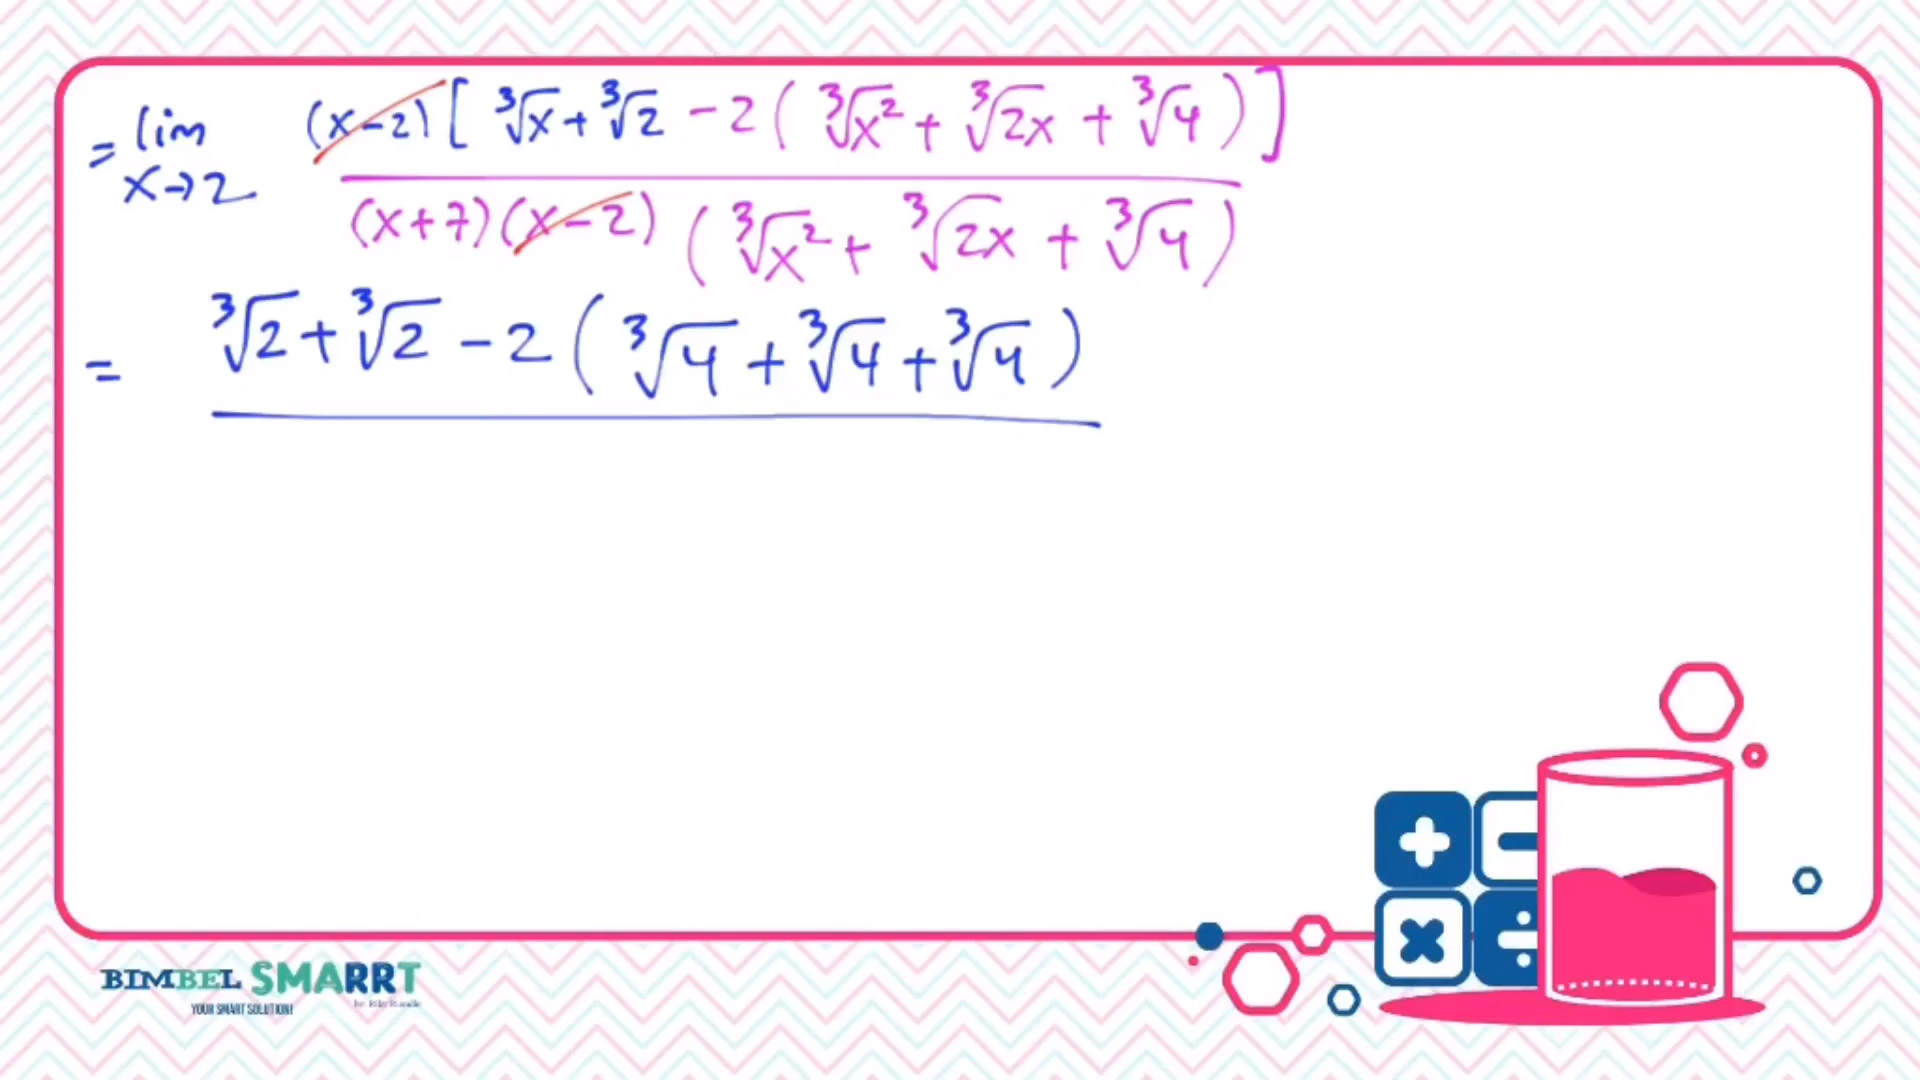 = lim x→2 (x-2) [ ∛x + ∛2 - 2 ( ∛x² + ∛2x + ∛4 ) ]
(x+7) (x-2) ( ∛x² + ∛2x + ∛4 )
= ∛2 + ∛2 - 2 ( ∛4 + ∛4 + ∛4 )
BIMBEL SMARRT
YOUR SMART SOLUTION!